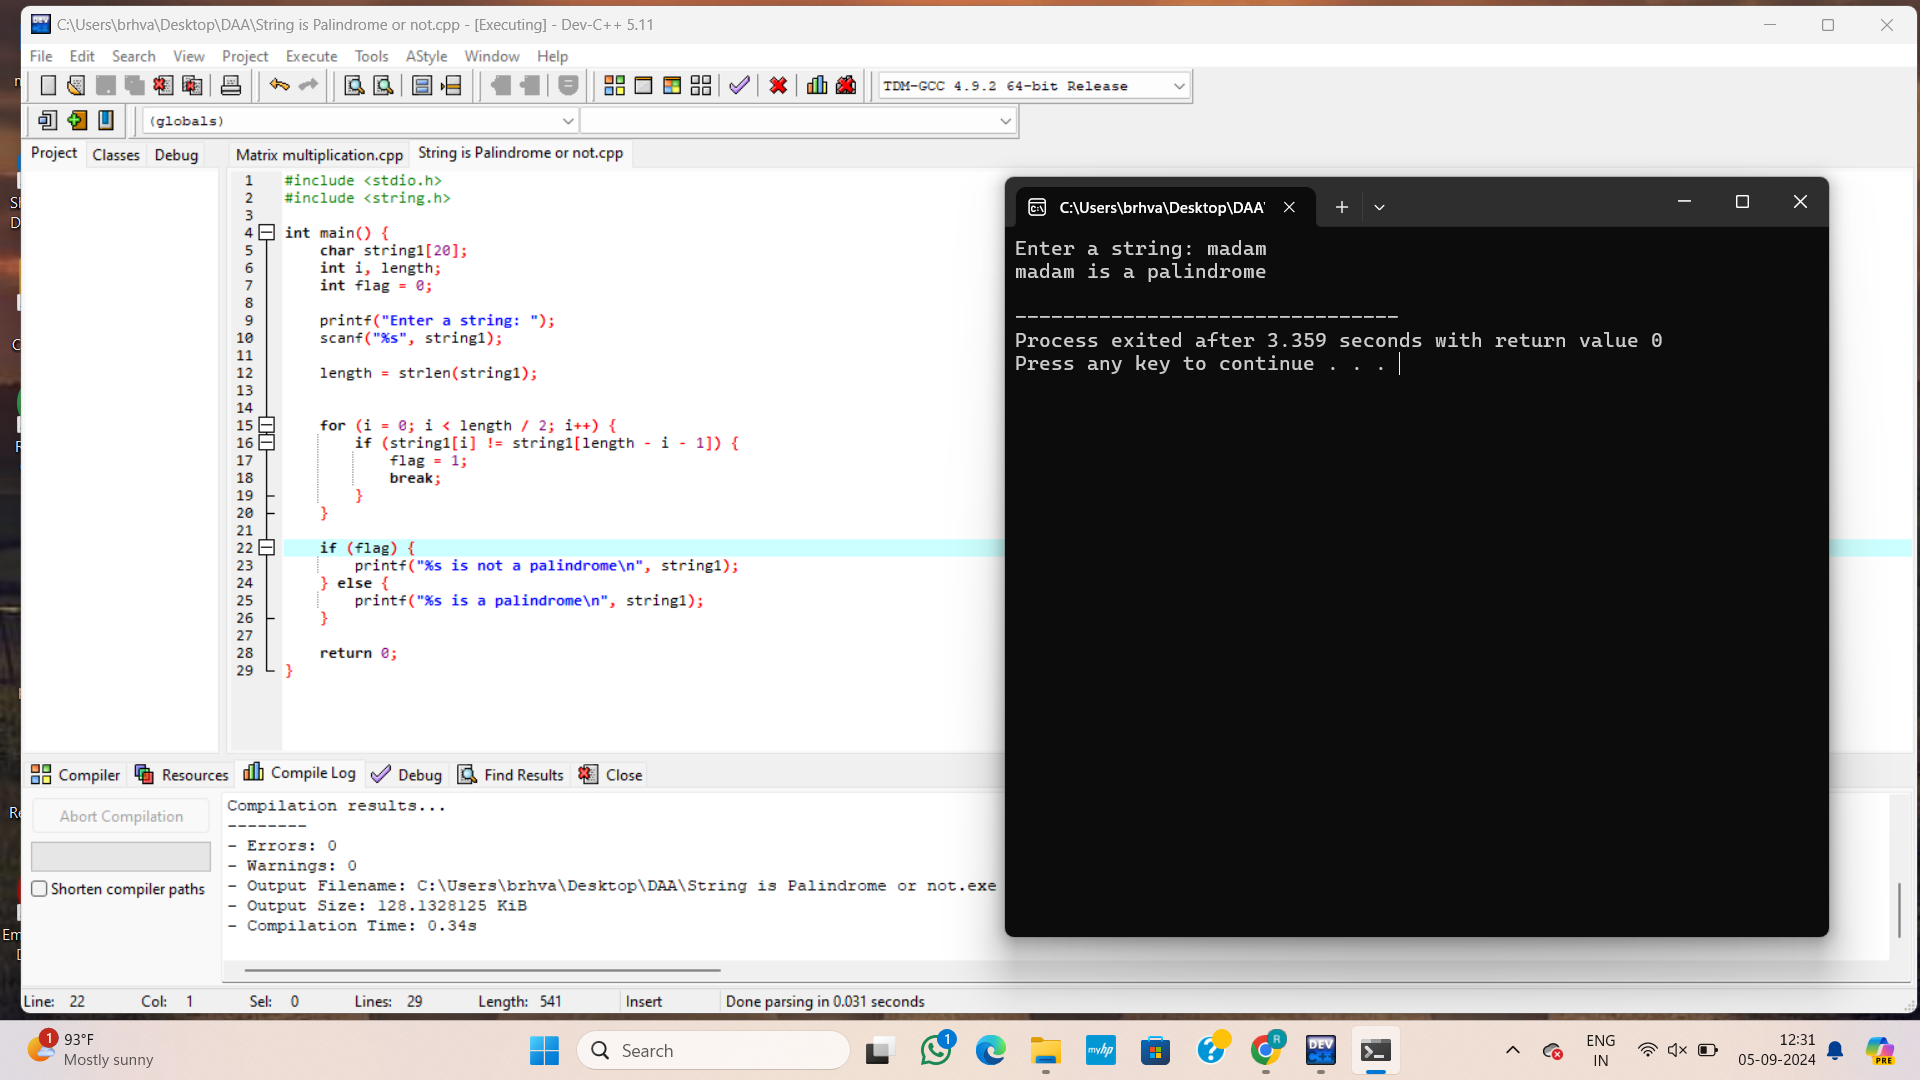 C:\Users\brhva\Desktop\DAA\String is Palindrome or not.cpp - [Executing] - Dev-C++ 5.11
File Edit Search View Project Execute Tools AStyle Window Help
TDM-GCC 4.9.2 64-bit Release
(globals)
Project Classes Debug
Matrix multiplication.cpp String is Palindrome or not.cpp
1 #include <stdio.h>
2 #include <string.h>
3
4 int main() {
5 char string1[20];
6 int i, length;
7 int flag = 0;
8
9 printf("Enter a string: ");
10 scanf("%s", string1);
11
12 length = strlen(string1);
13
14
15 for (i = 0; i < length / 2; i++) {
16 if (string1[i] != string1[length - i - 1]) {
17 flag = 1;
18 break;
19 }
20 }
21
22 if (flag) {
23 printf("%s is not a palindrome\n", string1);
24 } else {
25 printf("%s is a palindrome\n", string1);
26 }
27
28 return 0;
29 }
C:\Users\brhva\Desktop\DAA\
Enter a string: madam
madam is a palindrome
--------------------------------
Process exited after 3.359 seconds with return value 0
Press any key to continue . . .
Compiler Resources Compile Log Debug Find Results Close
Abort Compilation
Shorten compiler paths
Compilation results...
--------
- Errors: 0
- Warnings: 0
- Output Filename: C:\Users\brhva\Desktop\DAA\String is Palindrome or not.exe
- Output Size: 128.1328125 KiB
- Compilation Time: 0.34s
Line: 22 Col: 1 Sel: 0 Lines: 29 Length: 541 Insert Done parsing in 0.031 seconds
1
93°F
Mostly sunny
Search
1
myhp
R
DEV
C++
PRE
ENG
IN
12:31
05-09-2024